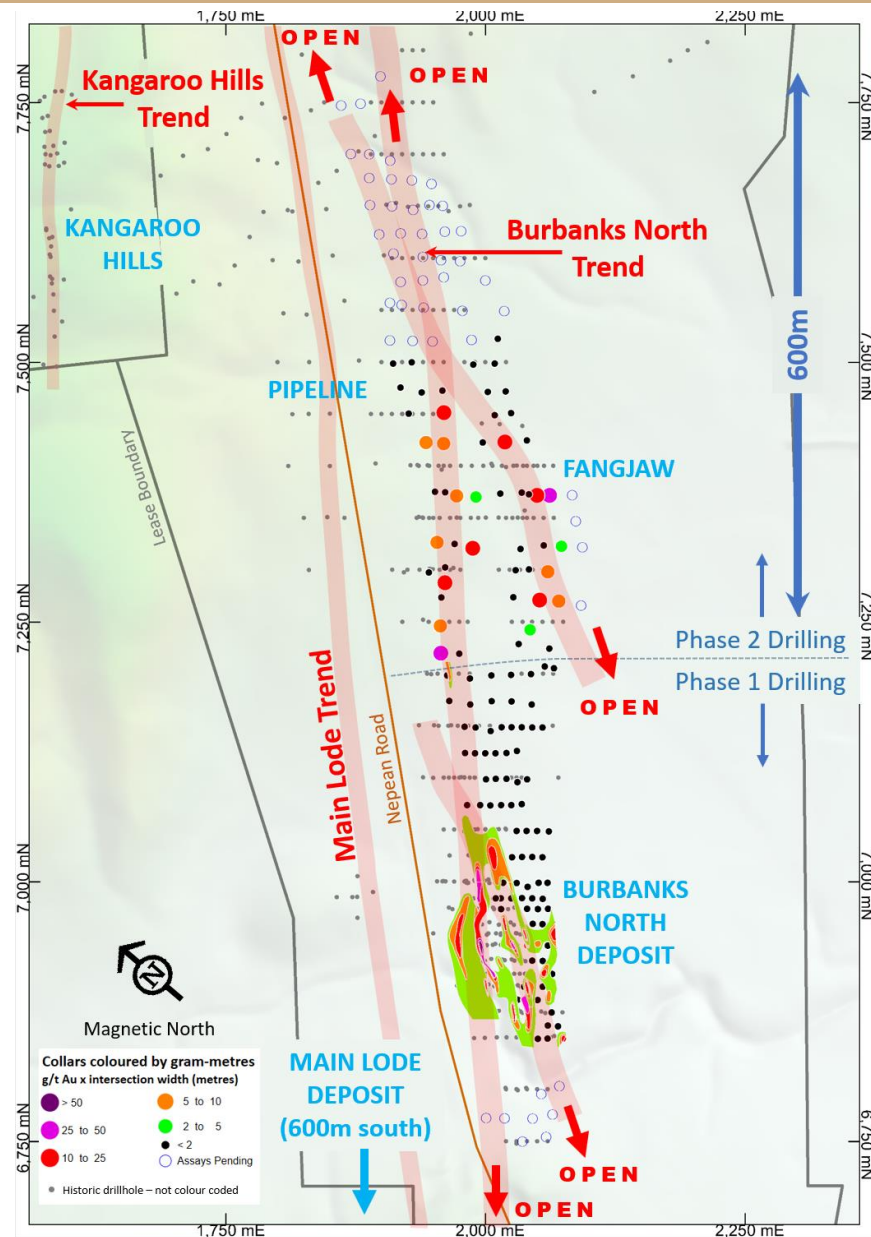 1,750 mE
2,000 mE
2,250 mE
OPEN
OPEN
Kangaroo Hills
Trend
7,750 mN
7,750 mN
KANGAROO
HILLS
Burbanks North
Trend
600m
7,500 mN
7,500 mN
PIPELINE
FANGJAW
Lease Boundary
7,250 mN
7,250 mN
Phase 2 Drilling
Phase 1 Drilling
OPEN
Main Lode Trend
Nepean Road
7,000 mN
7,000 mN
BURBANKS
NORTH
DEPOSIT
N
Magnetic North
MAIN LODE
DEPOSIT
(600m south)
Collars coloured by gram-metres
g/t Au x intersection width (metres)
> 50
25 to 50
10 to 25
5 to 10
2 to 5
< 2
Assays Pending
Historic drillhole – not colour coded
6,750 mN
6,750 mN
OPEN
OPEN
1,750 mE
2,000 mE
2,250 mE